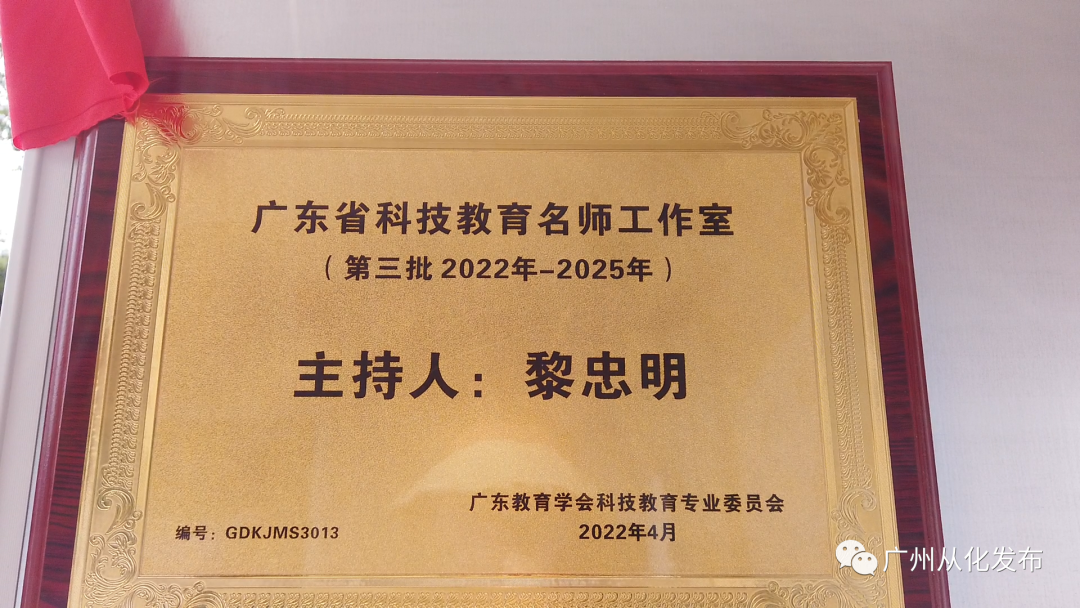 广东省科技教育名师工作室
（第三批 2022年-2025年）
主持人：黎忠明
广东教育学会科技教育专业委员会
编号：GDKJMS3013
2022年4月
广州从化发布